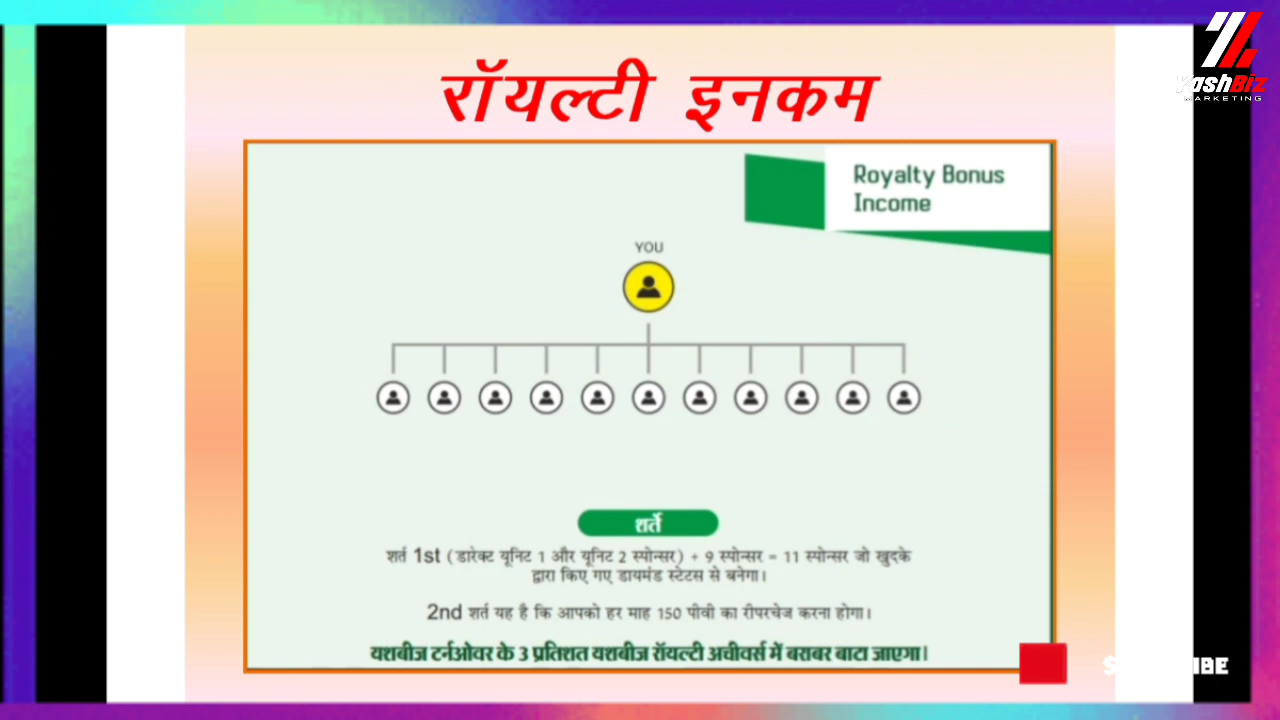 रॉयल्टी इनकम
YashBiz
MARKETING
Royalty Bonus
Income
YOU
शर्ते
शर्त 1st (डारेक्ट यूनिट 1 और यूनिट 2 स्पोन्सर) + 9 स्पोन्सर = 11 स्पोन्सर जो खुदके
द्वारा किए गए डायमंड स्टेटस से बनेगा।
2nd शर्त यह है कि आपको हर माह 150 पीवी का रीपरचेज करना होगा।
यशबीज टर्नओवर के 3 प्रतिशत यशबीज रॉयल्टी अचीवर्स में बराबर बाटा जाएगा।